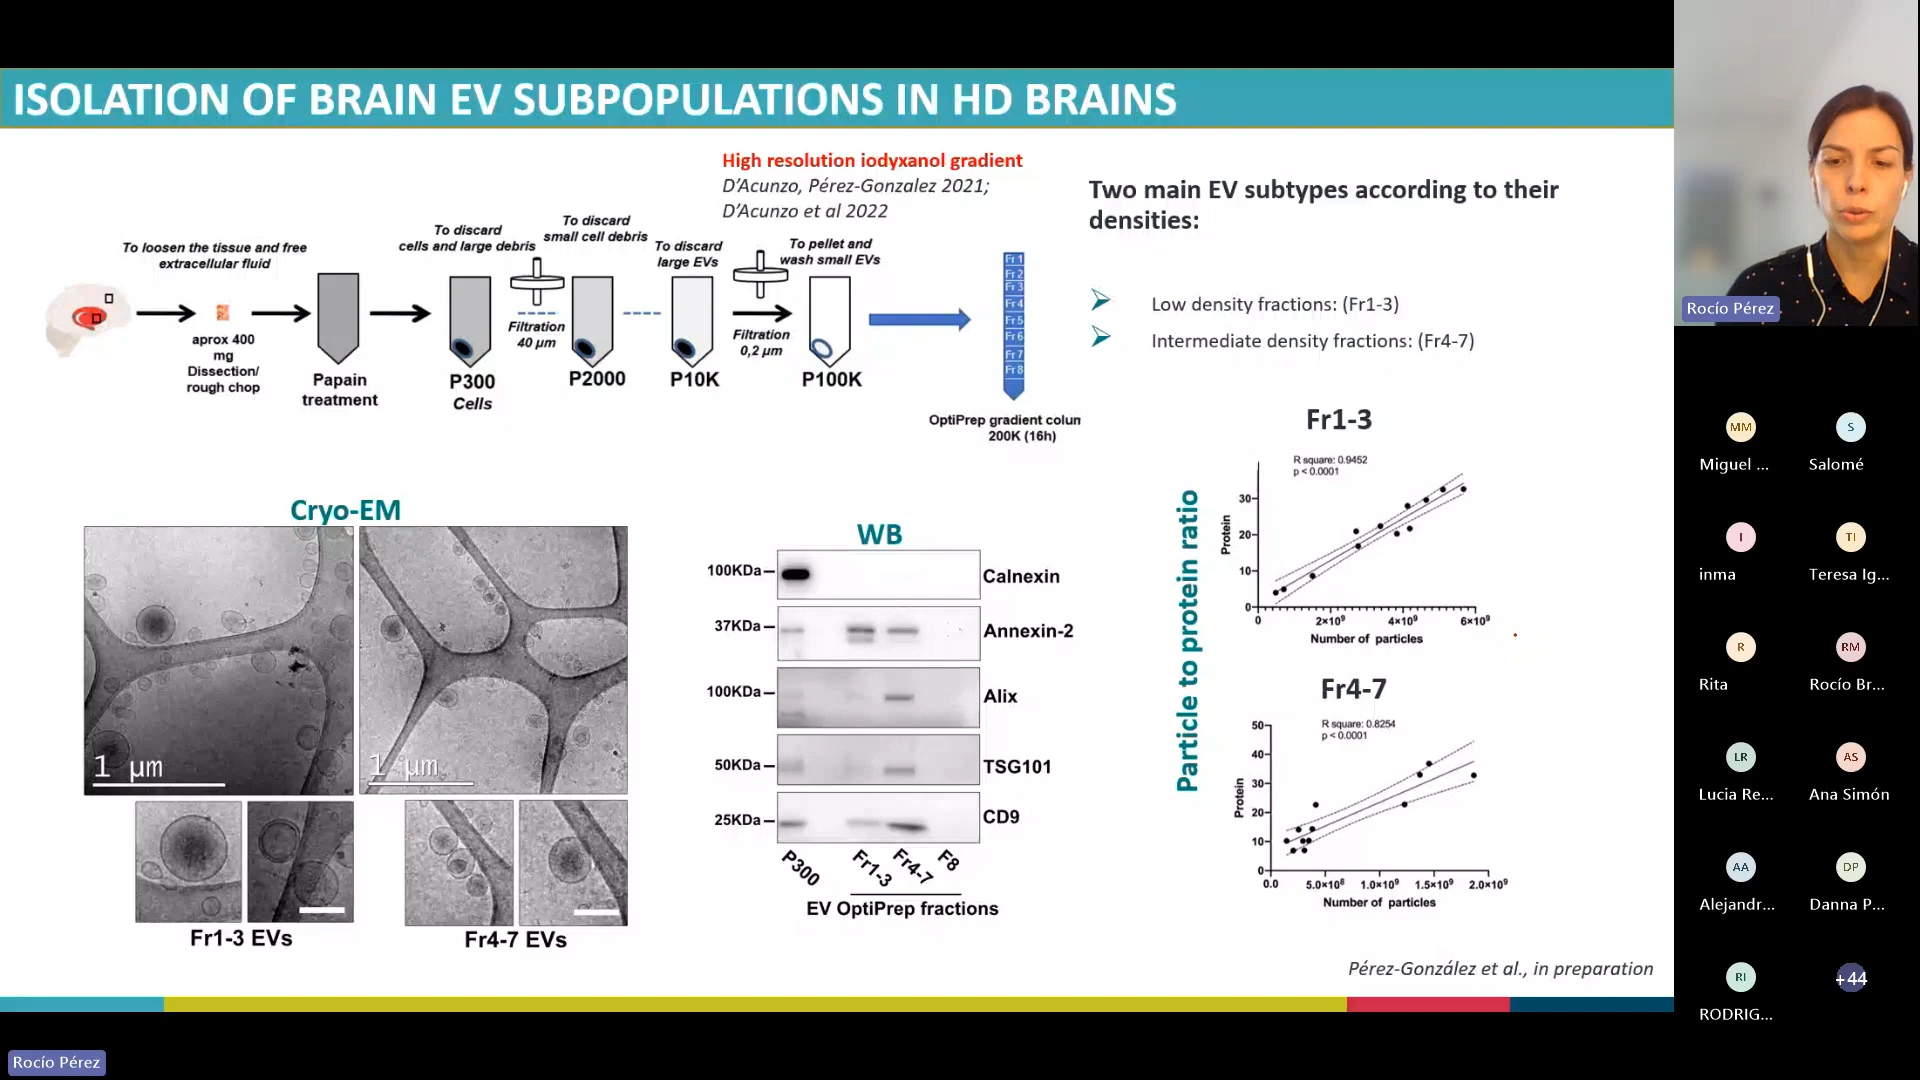 ISOLATION OF BRAIN EV SUBPOPULATIONS IN HD BRAINS
High resolution iodyxanol gradient
D'Acunzo, Pérez-Gonzalez 2021;
D'Acunzo et al 2022
To loosen the tissue and free
extracellular fluid
To discard
cells and large debris
To discard
small cell debris
To discard
large EVs
To pellet and
wash small EVs
aprox 400
mg
Dissection/
rough chop
Papain
treatment
P300
Cells
Filtration
40 µm
P2000
P10K
Filtration
0,2 µm
P100K
Fr 1
Fr 2
Fr 3
Fr 4
Fr 5
Fr 6
Fr 7
Fr 8
OptiPrep gradient colun
200K (16h)
Two main EV subtypes according to their
densities:
Low density fractions: (Fr1-3)
Intermediate density fractions: (Fr4-7)
Cryo-EM
1 µm
1 µm
Fr1-3 EVs
Fr4-7 EVs
WB
100KDa
Calnexin
37KDa
Annexin-2
100KDa
Alix
50KDa
TSG101
25KDa
CD9
P300
Fr1-3
Fr4-7
F8
EV OptiPrep fractions
Particle to protein ratio
Fr1-3
R square: 0.9452
p < 0.0001
Protein
30
20
10
0
0
2×10⁹
4×10⁹
6×10⁹
Number of particles
Fr4-7
R square: 0.8254
p < 0.0001
Protein
50
40
30
20
10
0
0.0
5.0×10⁸
1.0×10⁹
1.5×10⁹
2.0×10⁹
Number of particles
Pérez-González et al., in preparation
Rocío Pérez
Rocío Pérez
MM
Miguel ...
S
Salomé
I
inma
TI
Teresa Ig...
R
Rita
RM
Rocío Br...
LR
Lucia Re...
AS
Ana Simón
AA
Alejandr...
DP
Danna P...
RI
RODRIG...
+44